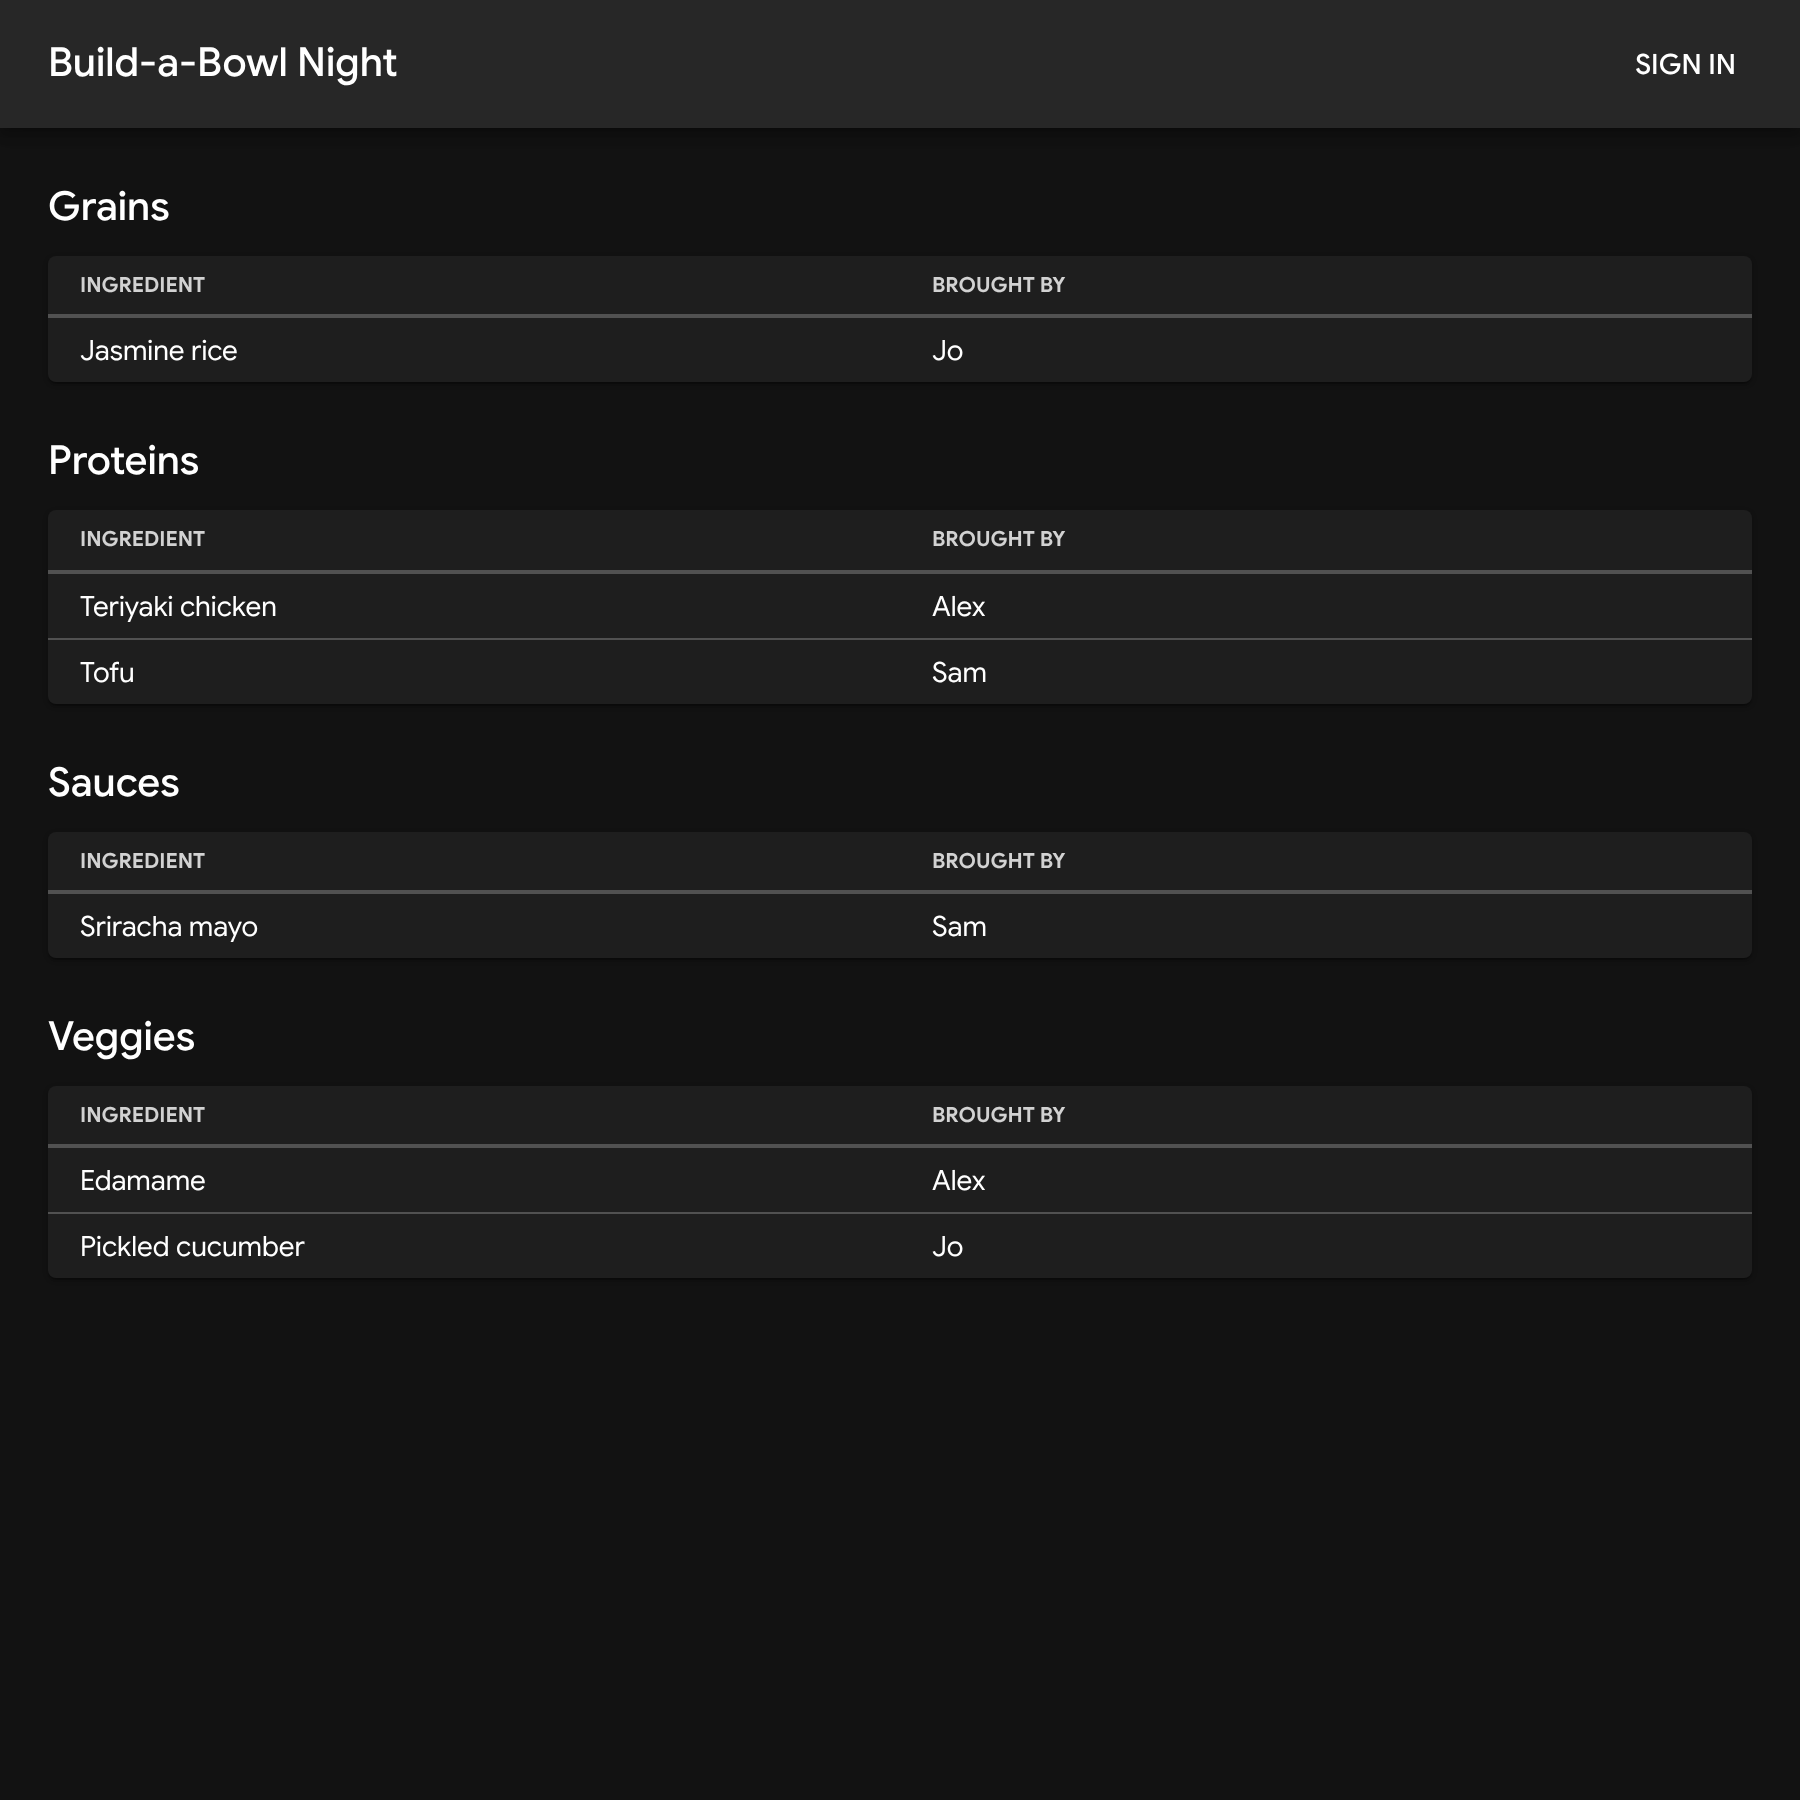 Build-a-Bowl Night SIGN IN
Grains
INGREDIENT BROUGHT BY
Jasmine rice Jo
Proteins
INGREDIENT BROUGHT BY
Teriyaki chicken Alex
Tofu Sam
Sauces
INGREDIENT BROUGHT BY
Sriracha mayo Sam
Veggies
INGREDIENT BROUGHT BY
Edamame Alex
Pickled cucumber Jo